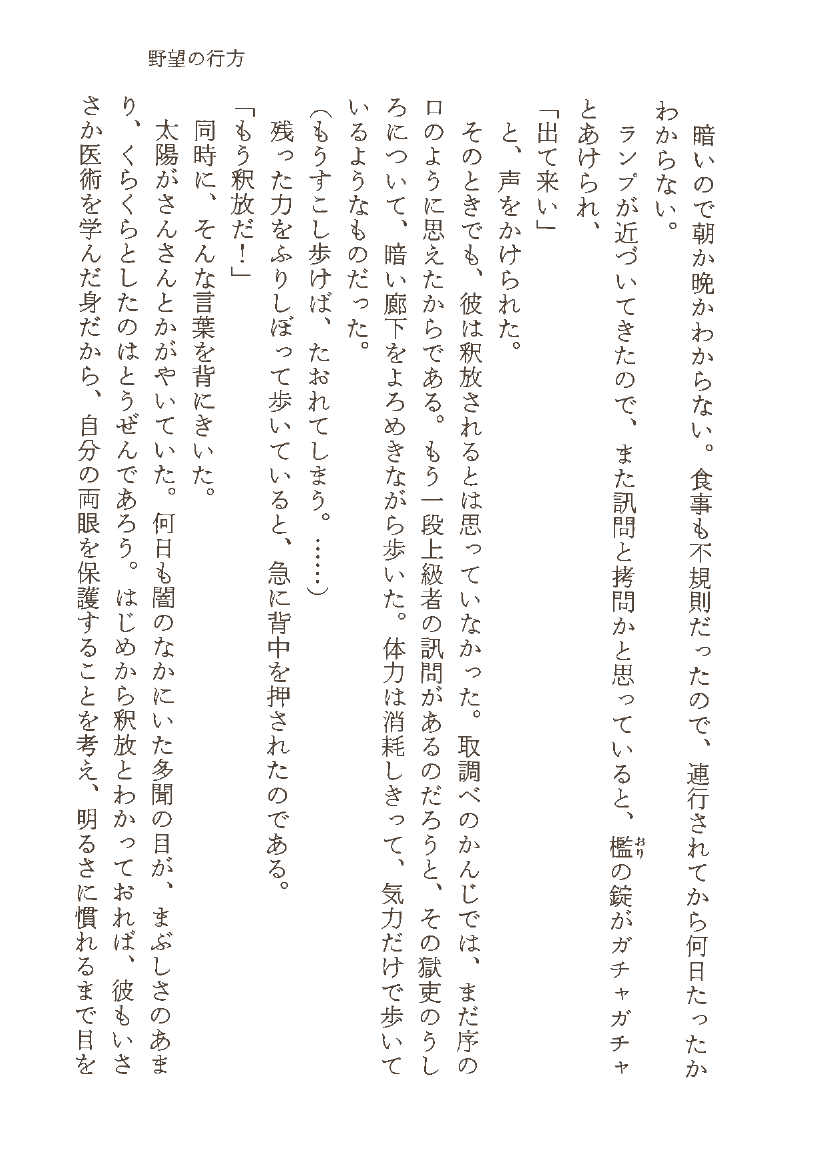 野望の行方
暗いので朝か晩かわからない。食事も不規則だったので、連行されてから何日たったか
わからない。
ランプが近づいてきたので、また訊問と拷問かと思っていると、檻の錠がガチャガチャ
おり
とあけられ、
「出て来い」
と、声をかけられた。
そのときでも、彼は釈放されるとは思っていなかった。取調べのかんじでは、まだ序の
口のように思えたからである。もう一段上級者の訊問があるのだろうと、その獄吏のうし
ろについて、暗い廊下をよろめきながら歩いた。体力は消耗しきって、気力だけで歩いて
いるようなものだった。
（もうすこし歩けば、たおれてしまう。……）
残った力をふりしぼって歩いていると、急に背中を押されたのである。
「もう釈放だ！」
同時に、そんな言葉を背にきいた。
太陽がさんさんとかがやいていた。何日も闇のなかにいた多聞の目が、まぶしさのあま
り、くらくらとしたのはとうぜんであろう。はじめから釈放とわかっておれば、彼もいさ
さか医術を学んだ身だから、自分の両眼を保護することを考え、明るさに慣れるまで目を